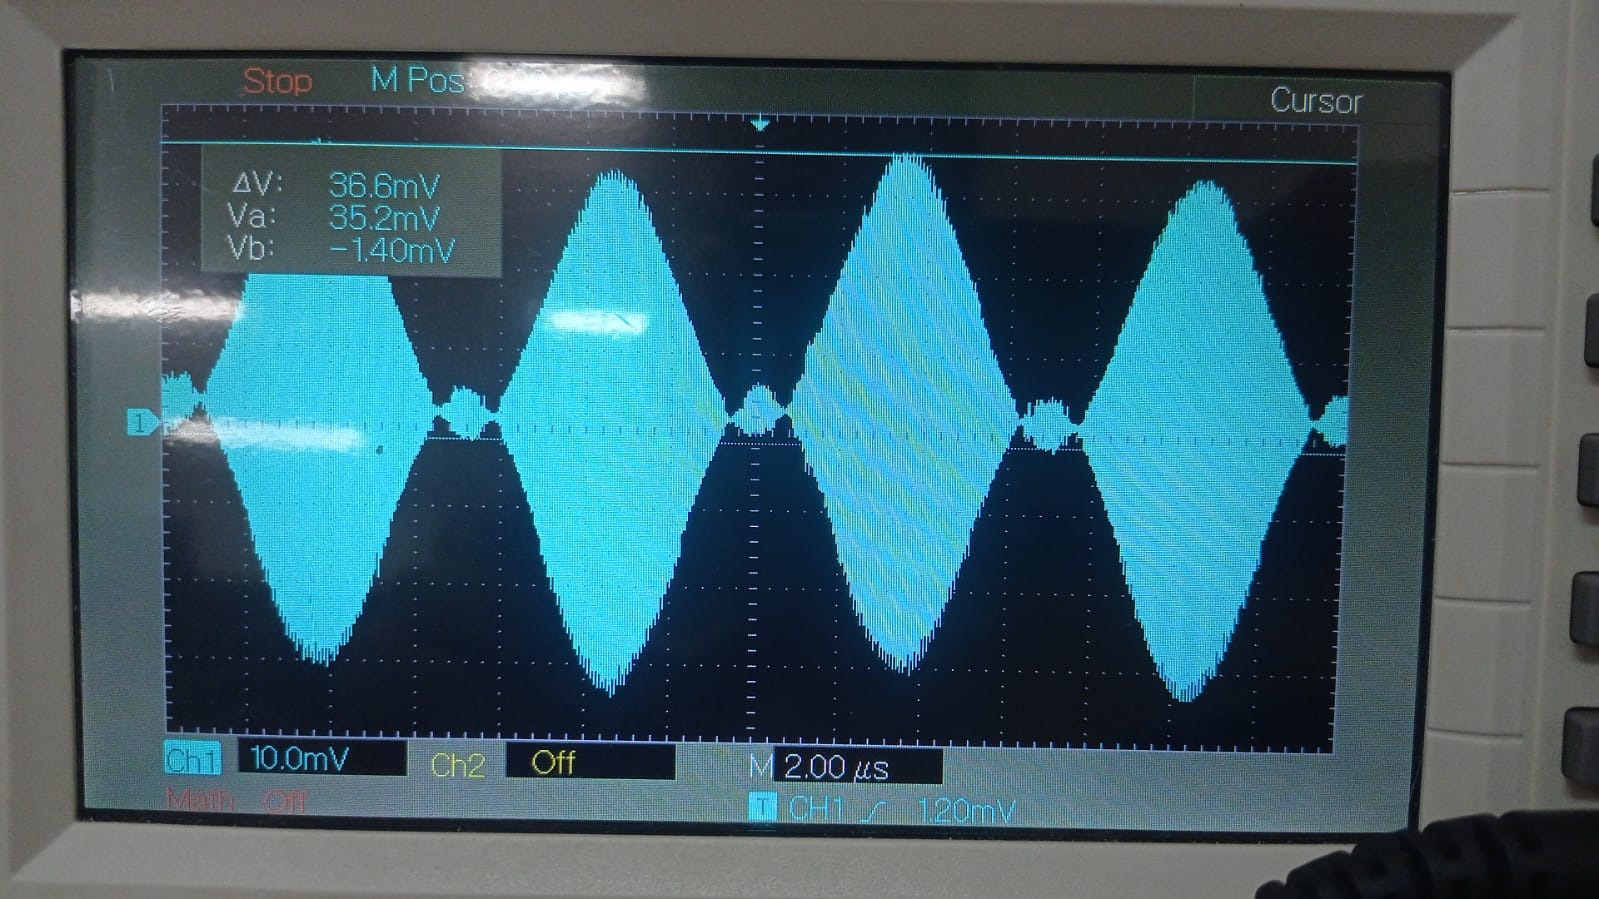 Stop M Pos:
Cursor
ΔV: 36.6mV
Va: 35.2mV
Vb: -1.40mV
1
Ch1 10.0mV Ch2 Off M 2.00 μs
Math Off T CH1 1.20mV